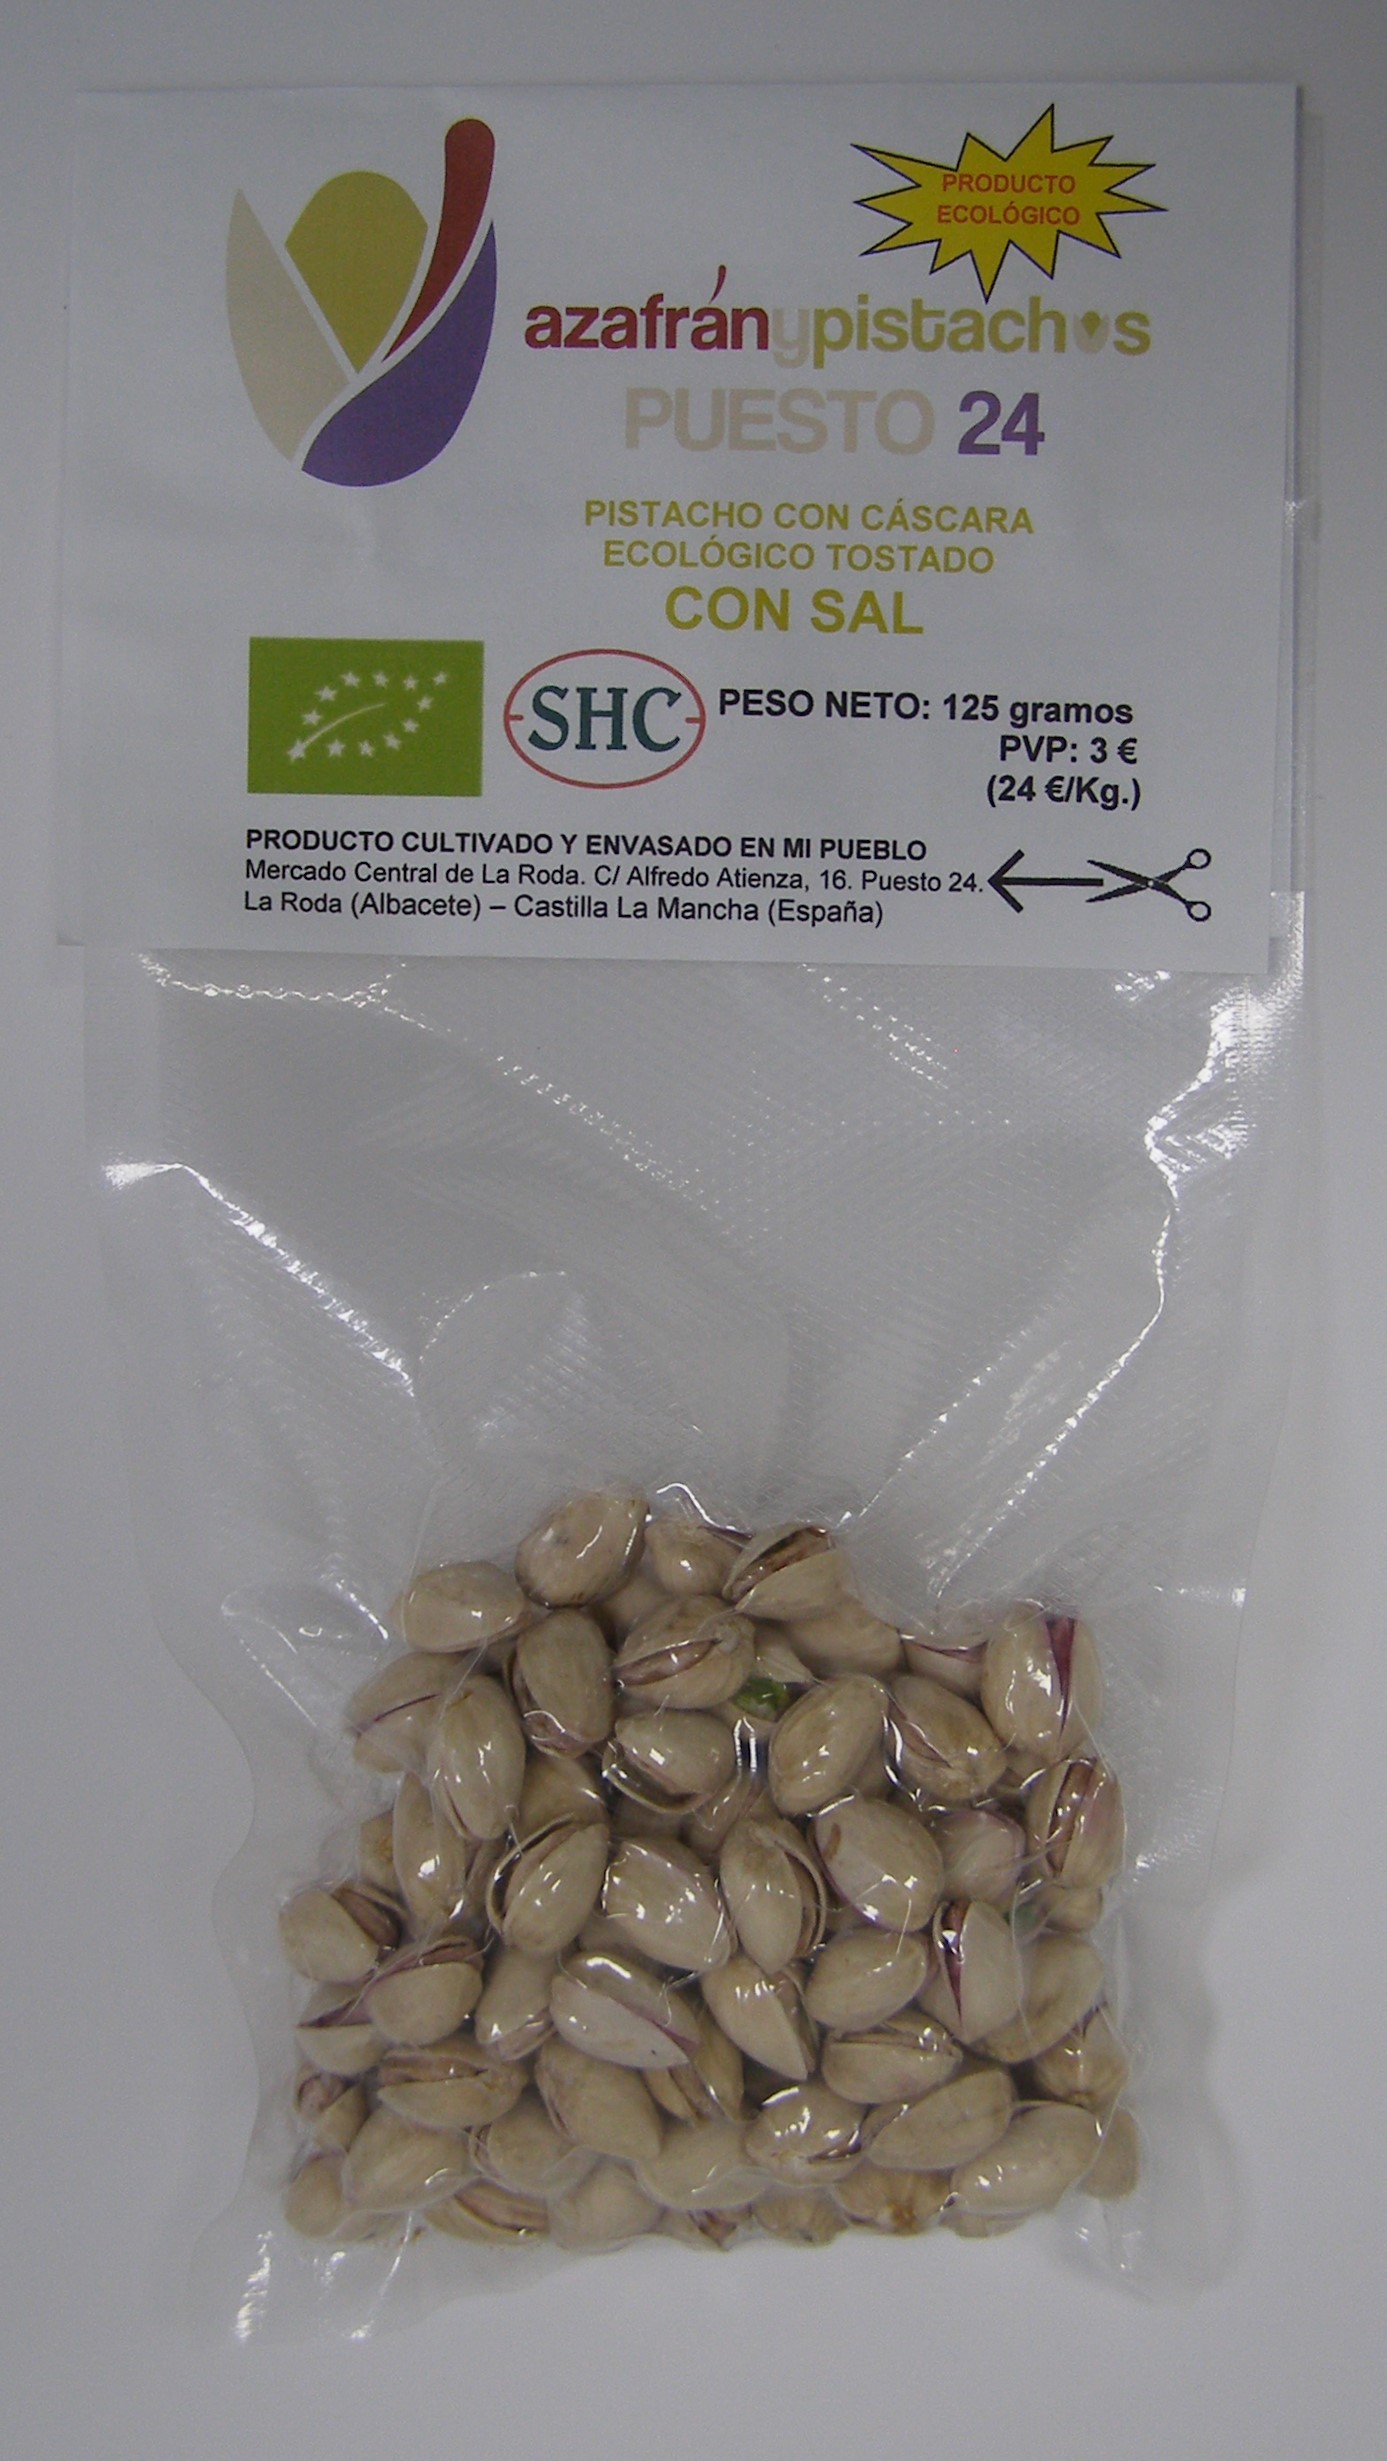 PRODUCTO
ECOLÓGICO
azafránypistachos
PUESTO 24
PISTACHO CON CÁSCARA
ECOLÓGICO TOSTADO
CON SAL
SHC
PESO NETO: 125 gramos
PVP: 3 €
(24 €/Kg.)
PRODUCTO CULTIVADO Y ENVASADO EN MI PUEBLO
Mercado Central de La Roda. C/ Alfredo Atienza, 16. Puesto 24.
La Roda (Albacete) – Castilla La Mancha (España)